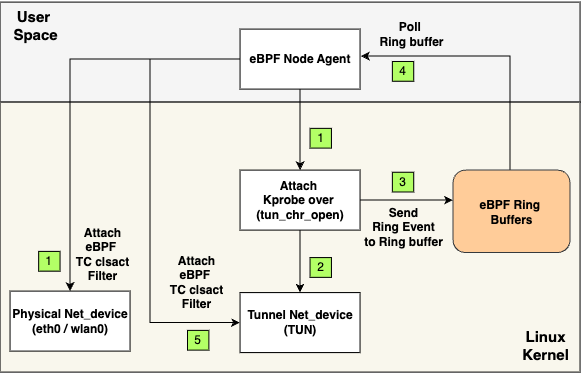 User
Space
Poll
Ring buffer
eBPF Node Agent
4
1
Attach
Kprobe over
(tun_chr_open)
3
Send
Ring Event
to Ring buffer
eBPF Ring
Buffers
Attach
eBPF
TC clsact
Filter
1
2
Attach
eBPF
TC clsact
Filter
Physical Net_device
(eth0 / wlan0)
Tunnel Net_device
(TUN)
5
Linux
Kernel